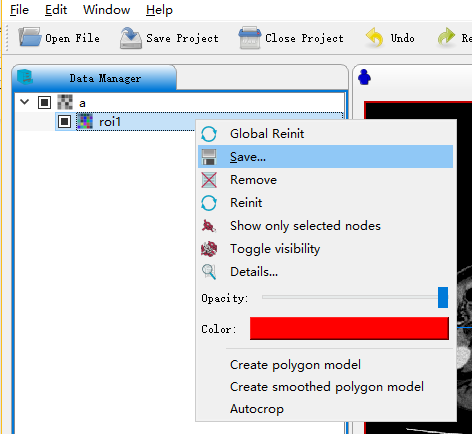 File Edit Window Help
Open File Save Project Close Project Undo
Data Manager
a
roi1
Global Reinit
Save...
Remove
Reinit
Show only selected nodes
Toggle visibility
Details...
Opacity:
Color:
Create polygon model
Create smoothed polygon model
Autocrop